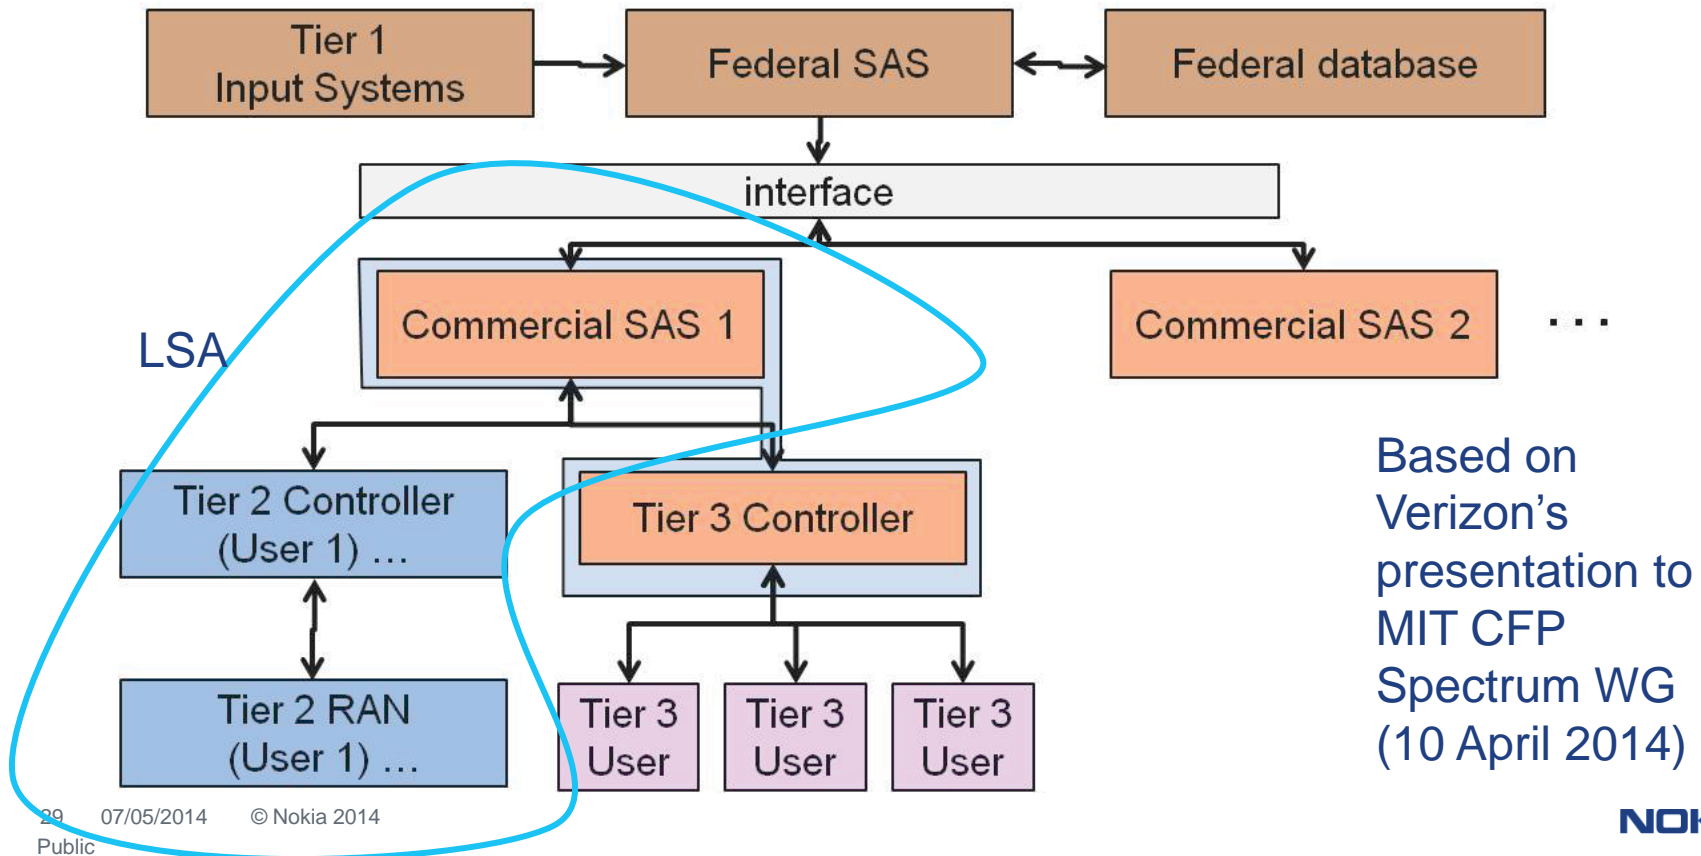 Tier 1
Input Systems
Federal SAS
Federal database
interface
Commercial SAS 1
Commercial SAS 2
. . .
LSA
Tier 2 Controller
(User 1) ...
Tier 3 Controller
Based on
Verizon’s
presentation to
MIT CFP
Spectrum WG
(10 April 2014)
Tier 2 RAN
(User 1) ...
Tier 3
User
Tier 3
User
Tier 3
User
29 07/05/2014 © Nokia 2014
Public